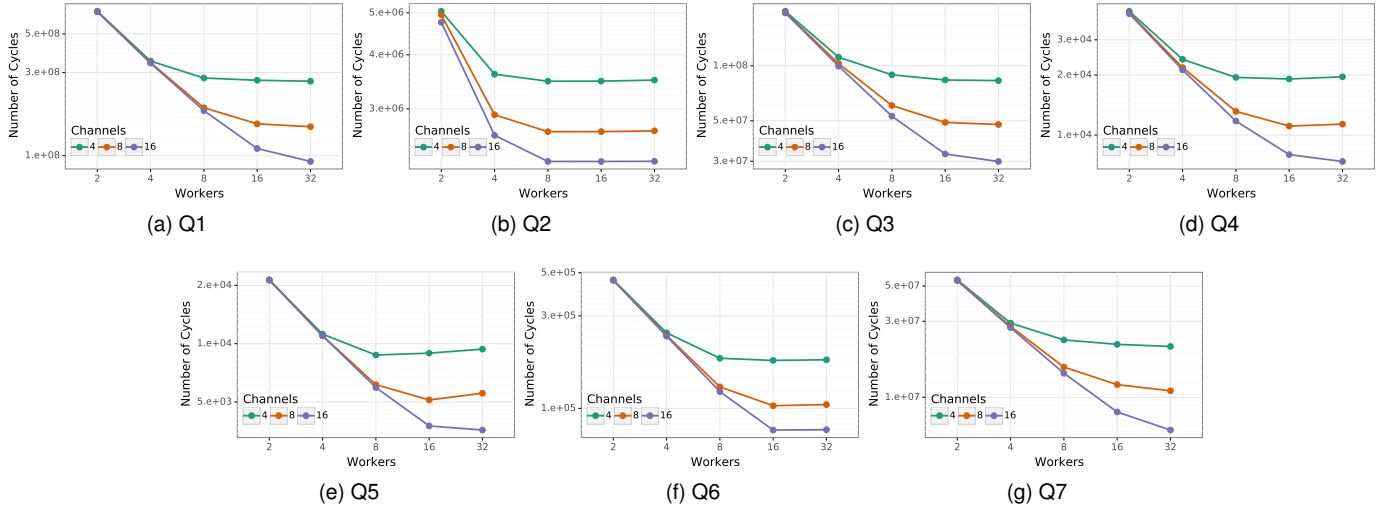 Number of Cycles
5.e+08
3.e+08
1.e+08
Channels
4 8 16
2 4 8 16 32
Workers
(a) Q1
Number of Cycles
5.e+06
4.e+06
3.e+06
Channels
4 8 16
2 4 8 16 32
Workers
(b) Q2
Number of Cycles
1.e+08
5.e+07
3.e+07
Channels
4 8 16
2 4 8 16 32
Workers
(c) Q3
Number of Cycles
3.e+04
2.e+04
1.e+04
Channels
4 8 16
2 4 8 16 32
Workers
(d) Q4
Number of Cycles
2.e+04
1.e+04
5.e+03
Channels
4 8 16
2 4 8 16 32
Workers
(e) Q5
Number of Cycles
5.e+05
3.e+05
1.e+05
Channels
4 8 16
2 4 8 16 32
Workers
(f) Q6
Number of Cycles
5.e+07
3.e+07
1.e+07
Channels
4 8 16
2 4 8 16 32
Workers
(g) Q7